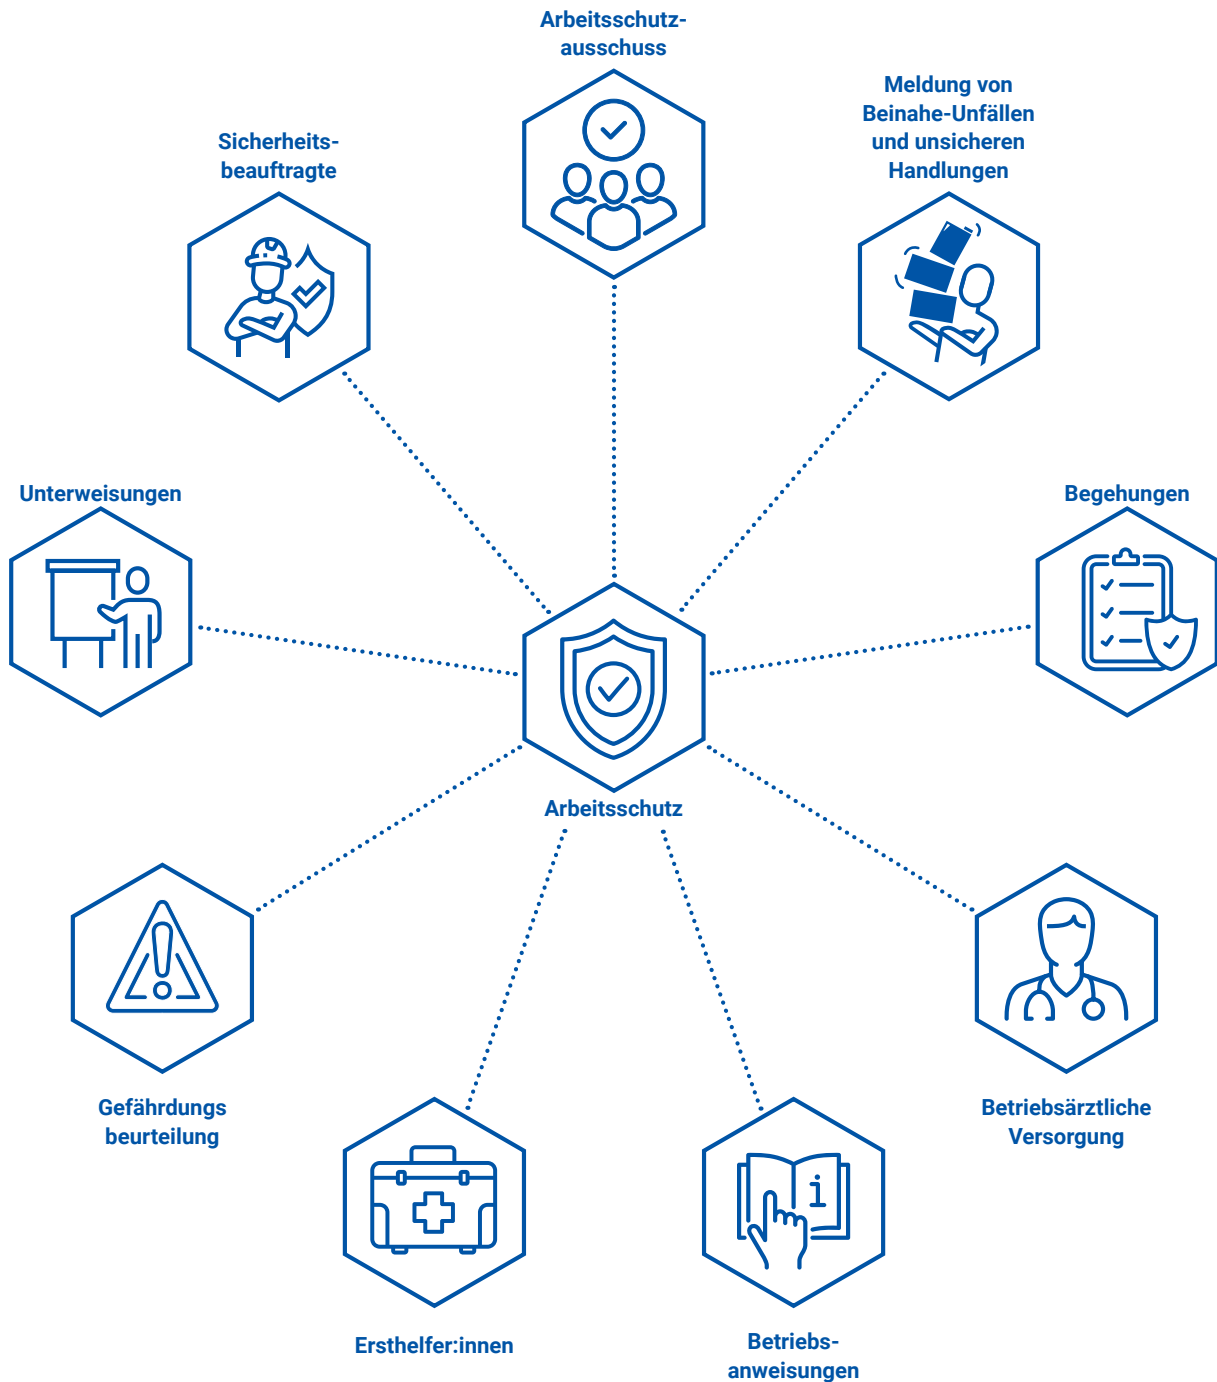 Arbeitsschutz-
ausschuss
Meldung von
Beinahe-Unfällen
und unsicheren
Handlungen
Sicherheits-
beauftragte
Unterweisungen
Begehungen
Arbeitsschutz
Gefährdungs
beurteilung
Betriebsärztliche
Versorgung
Ersthelfer:innen
Betriebs-
anweisungen